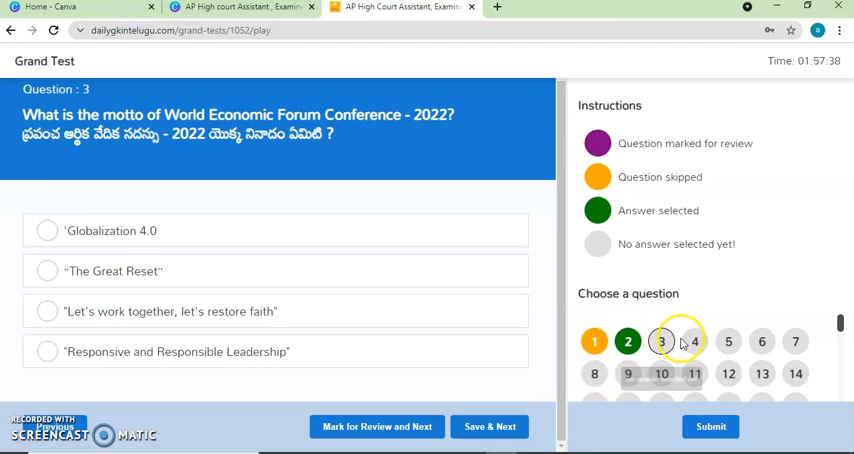 Home - Canva
AP High court Assistant , Examin
AP High Court Assistant, Examin
dailygkintelugu.com/grand-tests/1052/play
a
Grand Test
Time: 01:57:38
Question : 3
What is the motto of World Economic Forum Conference - 2022?
ప్రపంచ ఆర్థిక వేదిక సదస్సు - 2022 యొక్క నినాదం ఏమిటి ?
'Globalization 4.0
“The Great Reset”
"Let's work together, let's restore faith"
"Responsive and Responsible Leadership"
Instructions
Question marked for review
Question skipped
Answer selected
No answer selected yet!
Choose a question
1 2 3 4 5 6 7
8 9 10 11 12 13 14
Previous
Mark for Review and Next
Save & Next
Submit
RECORDED WITH
SCREENCAST MATIC